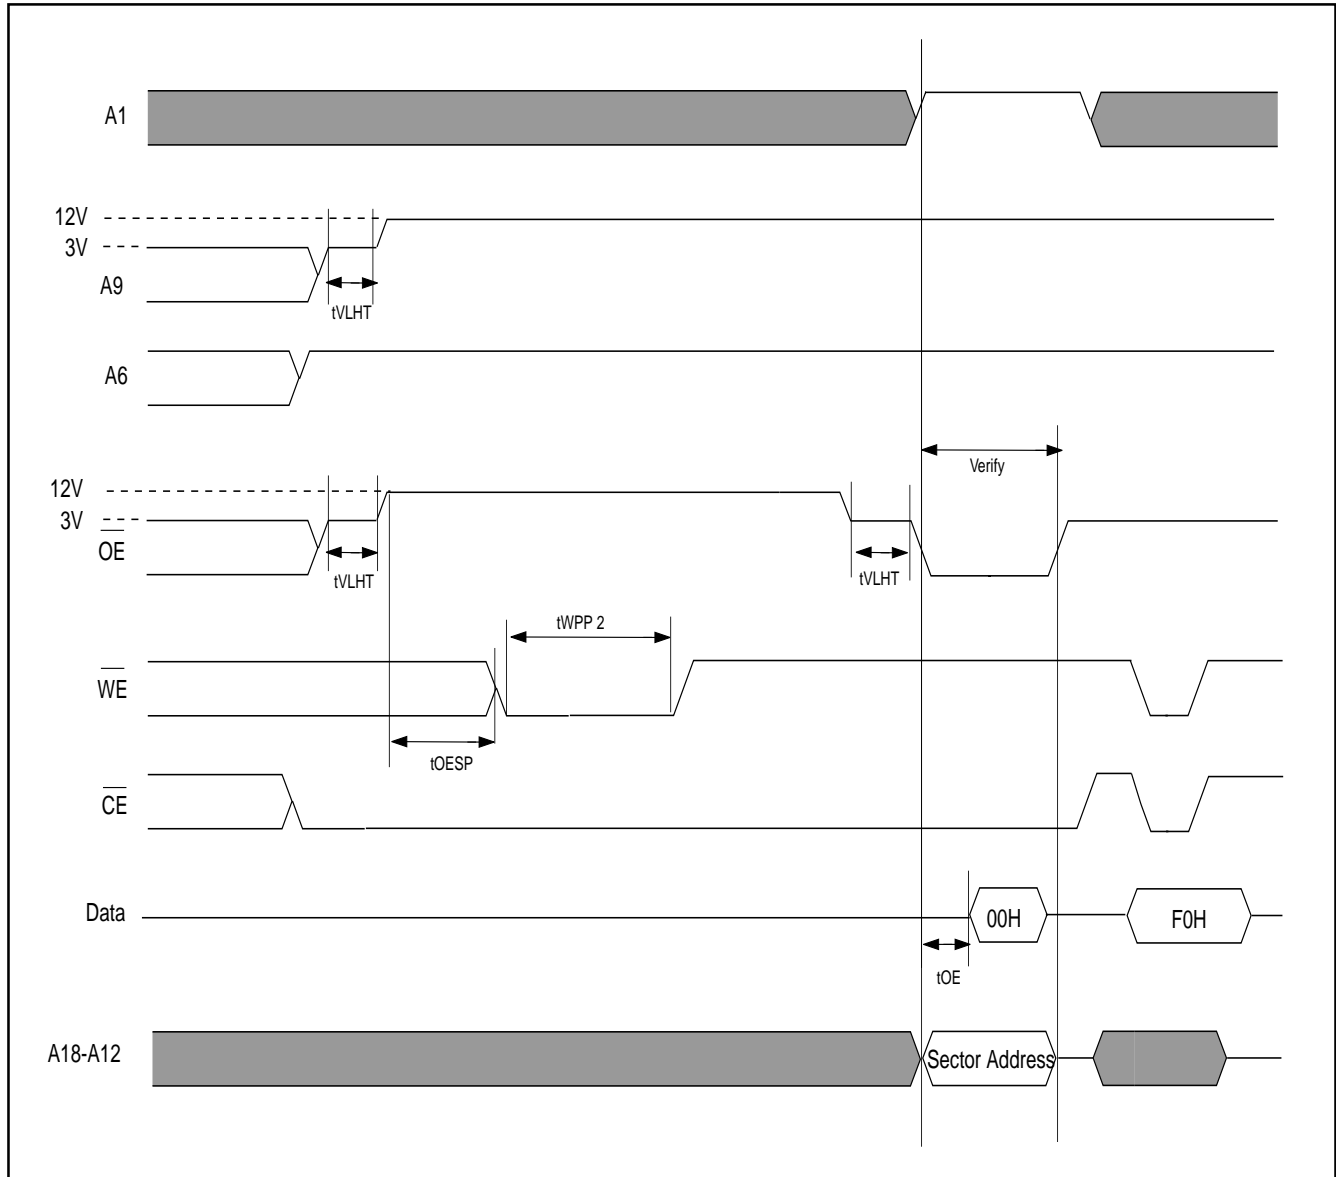 A1
12V
3V
A9
tVLHT
A6
Verify
12V
3V
OE
tVLHT
tVLHT
tWPP 2
WE
tOESP
CE
Data
00H
F0H
tOE
A18-A12
Sector Address